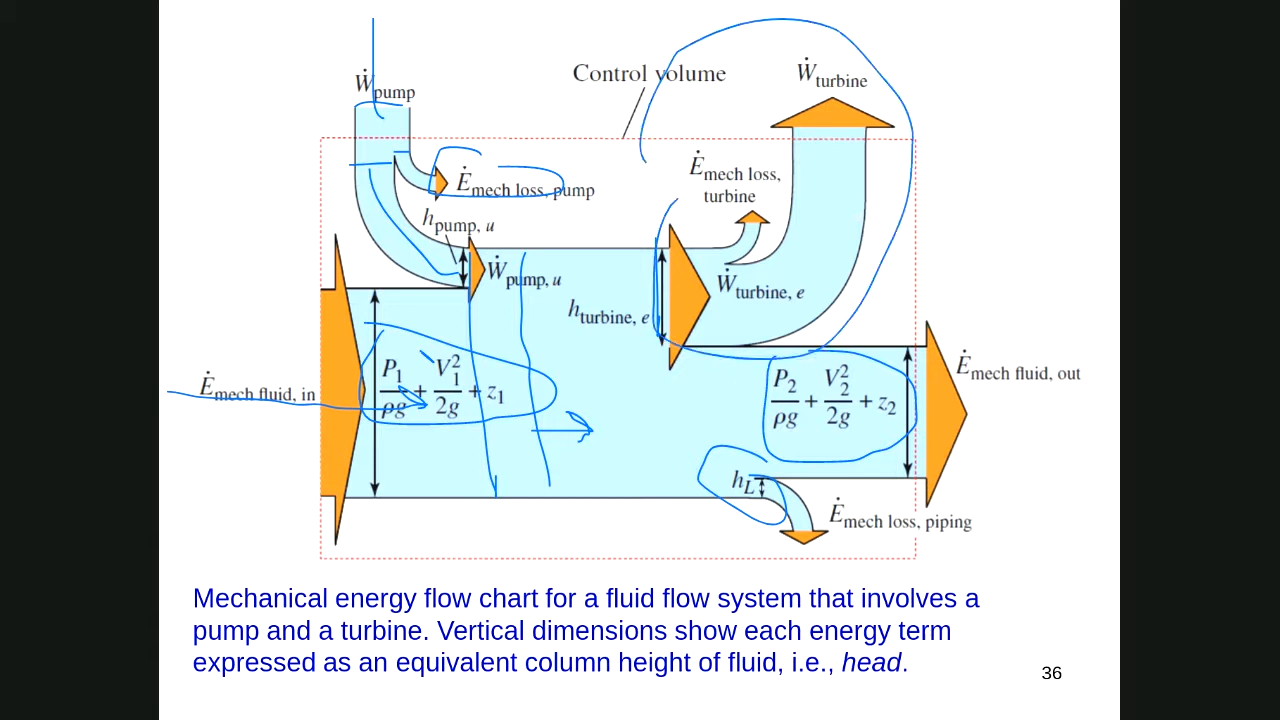 Control volume
Ẇpump
Ẇturbine
Ėmech loss, pump
Ėmech loss,
turbine
hpump, u
Ẇpump, u
hturbine, e
Ẇturbine, e
Ėmech fluid, in
P1/ρg + V1²/2g + z1
P2/ρg + V2²/2g + z2
Ėmech fluid, out
hL
Ėmech loss, piping
Mechanical energy flow chart for a fluid flow system that involves a
pump and a turbine. Vertical dimensions show each energy term
expressed as an equivalent column height of fluid, i.e., head.
36